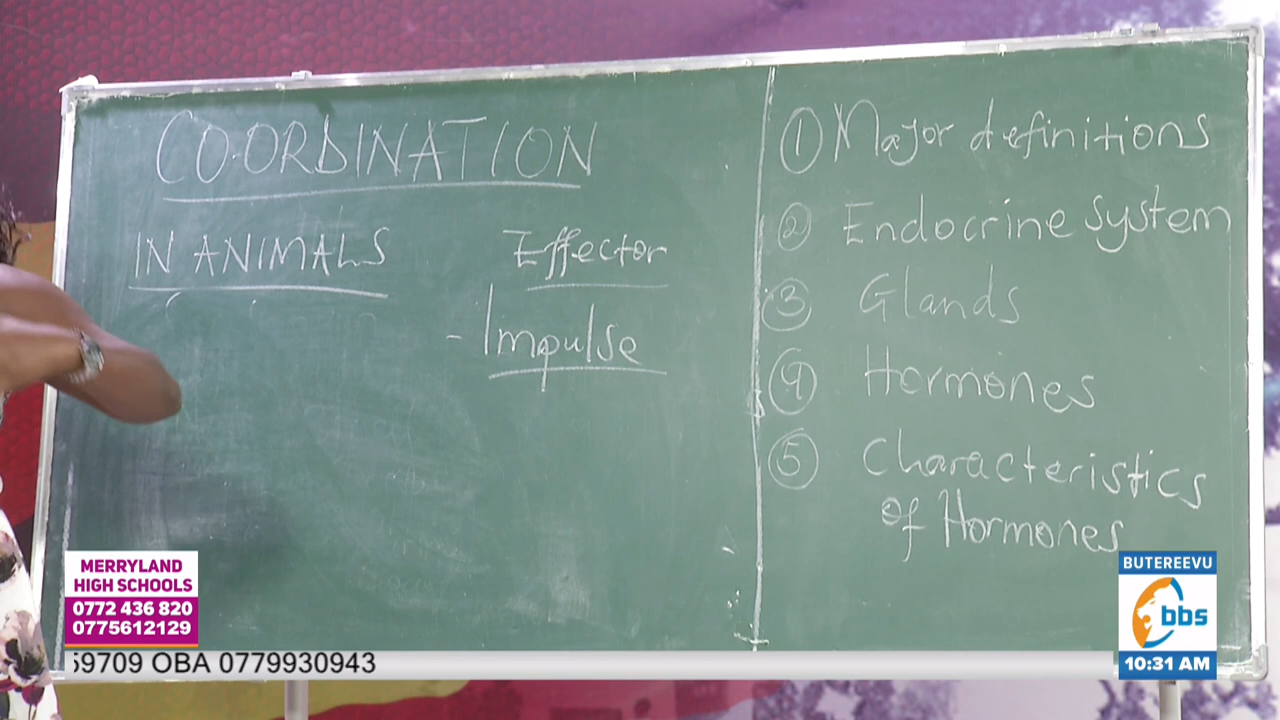 CO-ORDINATION
IN ANIMALS
Effector
- Impulse
① Major definitions
② Endocrine system
③ Glands
④ Hormones
⑤ Characteristics
of Hormones
MERRYLAND
HIGH SCHOOLS
0772 436 820
0775612129
59709 OBA 0779930943
BUTEREEVU
bbs
10:31 AM